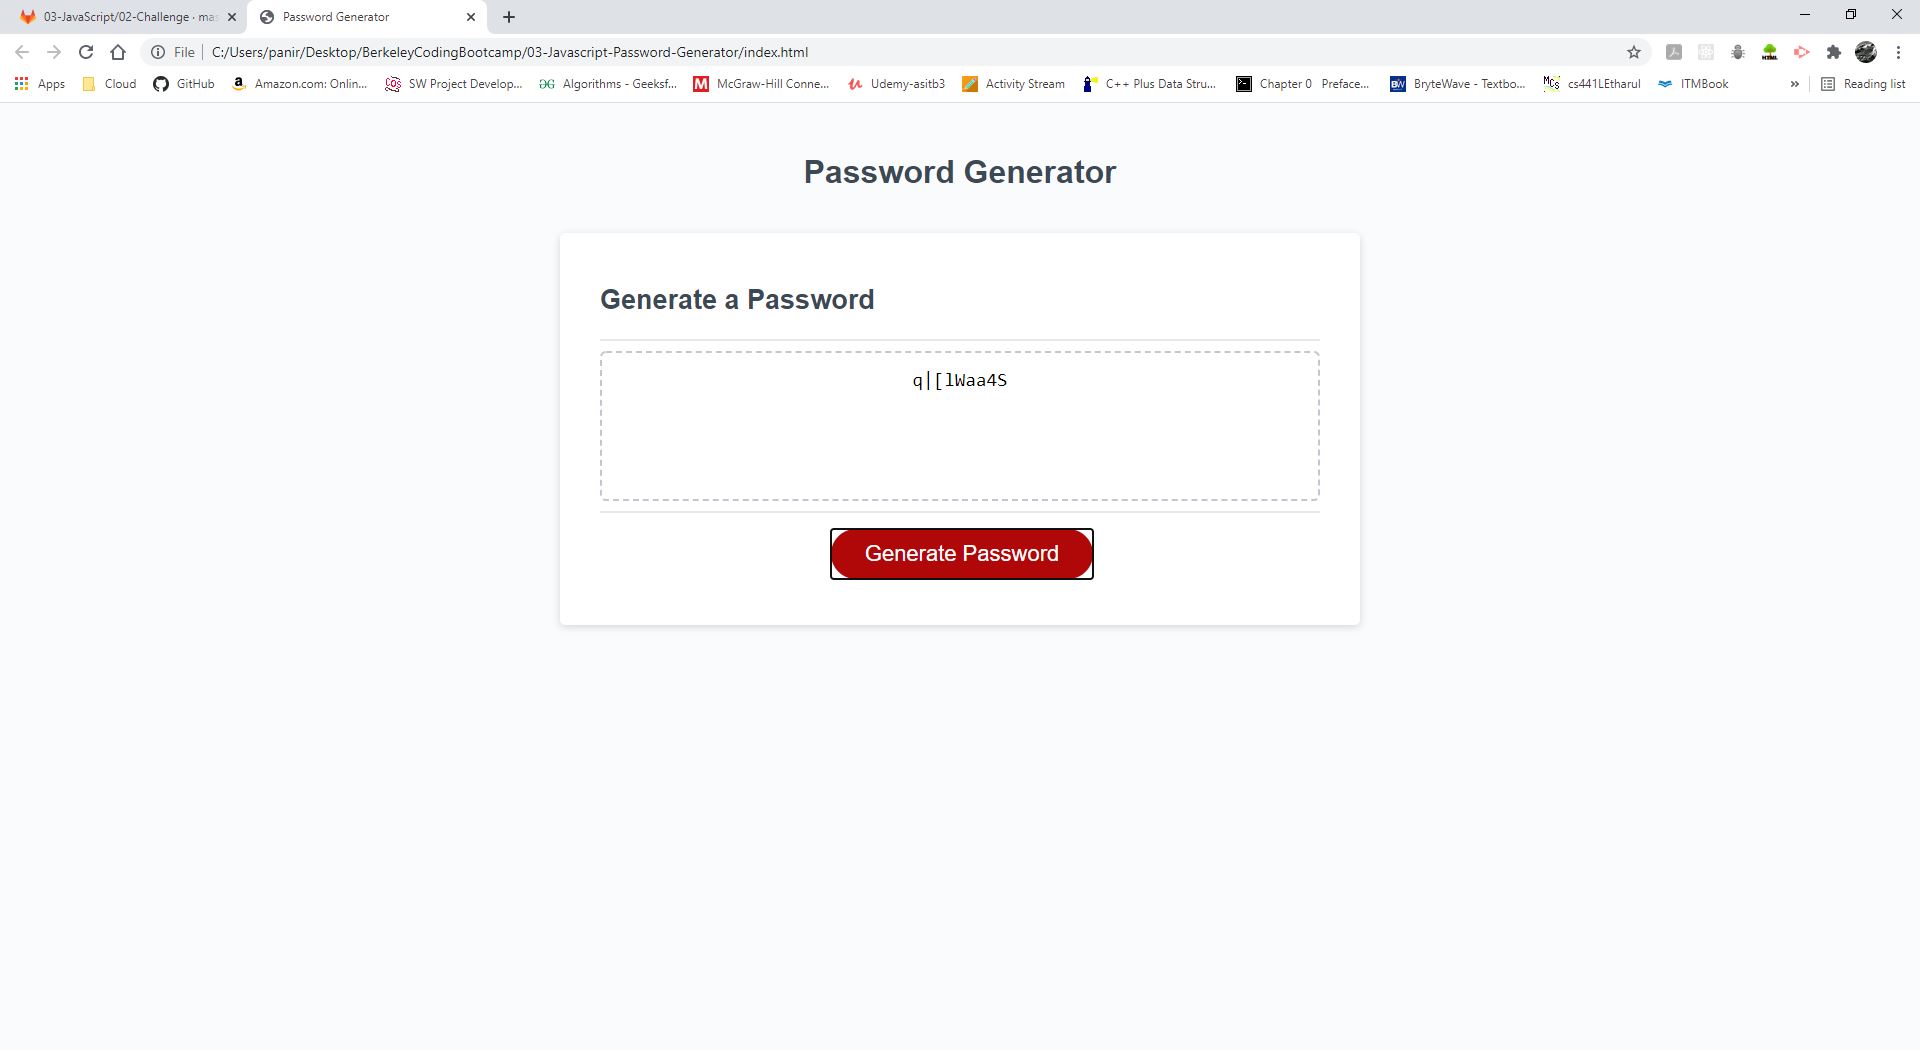 03-JavaScript/02-Challenge · mas
Password Generator
File
C:/Users/panir/Desktop/BerkeleyCodingBootcamp/03-Javascript-Password-Generator/index.html
Apps
Cloud
GitHub
Amazon.com: Onlin...
SW Project Develop...
Algorithms - Geeksf...
McGraw-Hill Conne...
Udemy-asitb3
Activity Stream
C++ Plus Data Stru...
Chapter 0 Preface...
BryteWave - Textbo...
cs441LEtharul
ITMBook
»
Reading list
Password Generator
Generate a Password
q|[lWaa4S
Generate Password